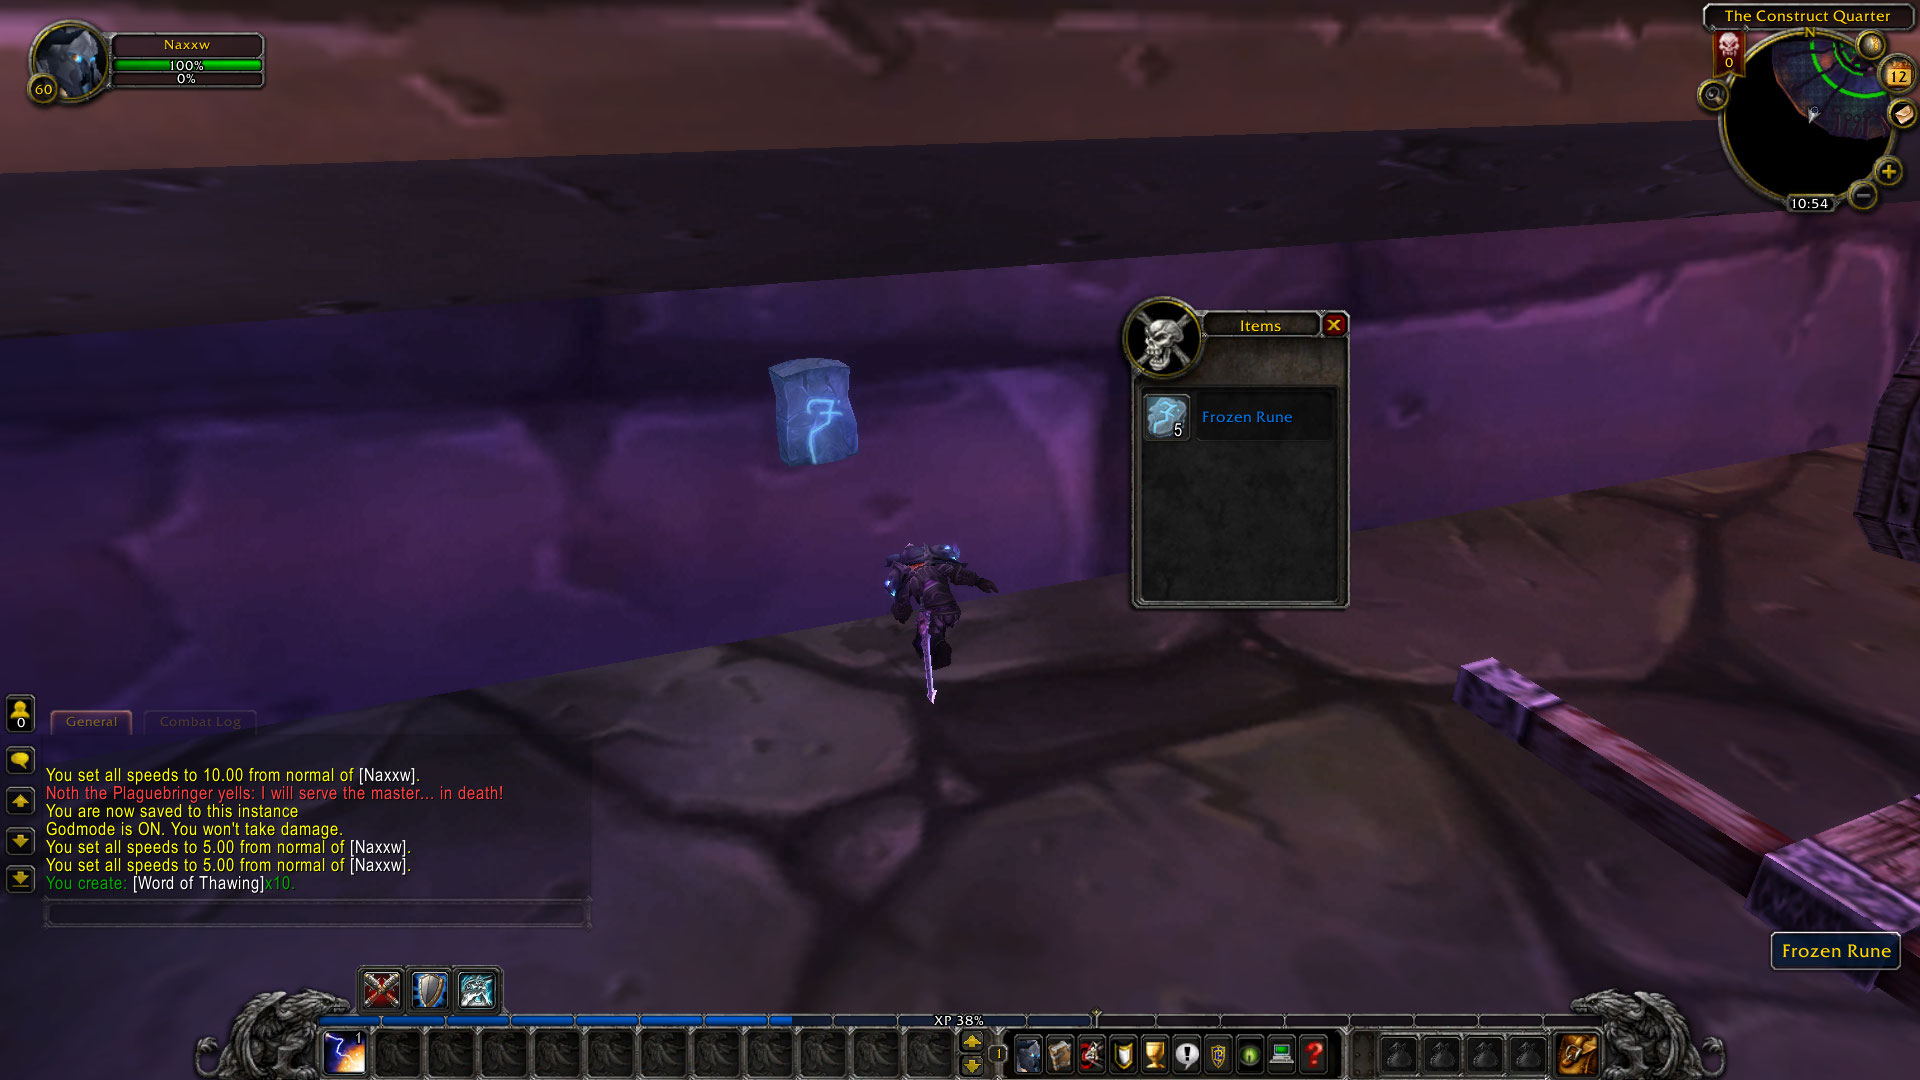 Naxxw
100%
0%
60
The Construct Quarter
N
0
12
10:54
Items
5
Frozen Rune
0
General
Combat Log
You set all speeds to 10.00 from normal of [Naxxw].
Noth the Plaguebringer yells: I will serve the master... in death!
You are now saved to this instance
Godmode is ON. You won't take damage.
You set all speeds to 5.00 from normal of [Naxxw].
You set all speeds to 5.00 from normal of [Naxxw].
You create: [Word of Thawing]x10.
Frozen Rune
XP 38%
1
1